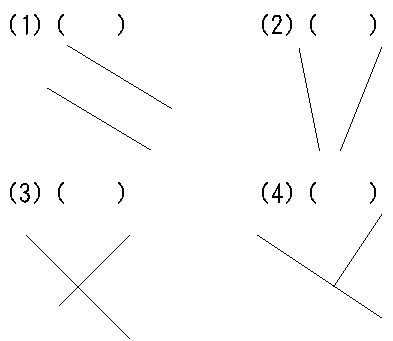 (1) (    ) (2) (    )
(3) (    ) (4) (    )